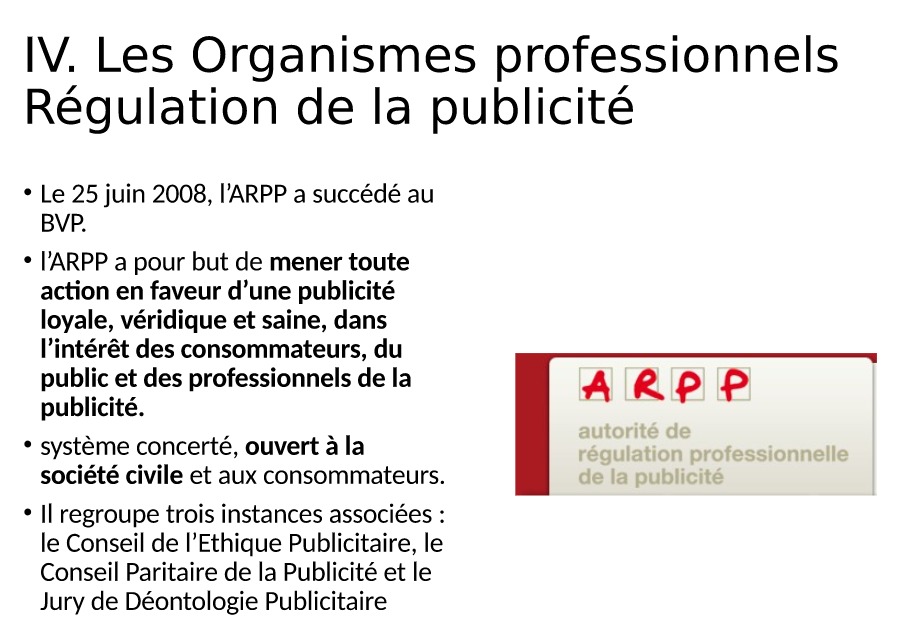 IV. Les Organismes professionnels
Régulation de la publicité
• Le 25 juin 2008, l’ARPP a succédé au
BVP.
• l’ARPP a pour but de mener toute
action en faveur d’une publicité
loyale, véridique et saine, dans
l’intérêt des consommateurs, du
public et des professionnels de la
publicité.
• système concerté, ouvert à la
société civile et aux consommateurs.
• Il regroupe trois instances associées :
le Conseil de l’Ethique Publicitaire, le
Conseil Paritaire de la Publicité et le
Jury de Déontologie Publicitaire
ARPP
autorité de
régulation professionnelle
de la publicité